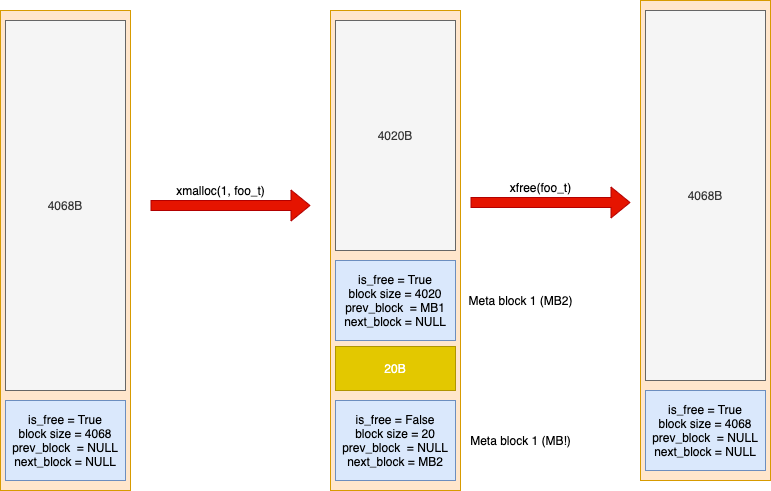 4068B
is_free = True
block size = 4068
prev_block = NULL
next_block = NULL
xmalloc(1, foo_t)
4020B
is_free = True
block size = 4020
prev_block = MB1
next_block = NULL
Meta block 1 (MB2)
20B
is_free = False
block size = 20
prev_block = NULL
next_block = MB2
Meta block 1 (MB!)
xfree(foo_t)
4068B
is_free = True
block size = 4068
prev_block = NULL
next_block = NULL